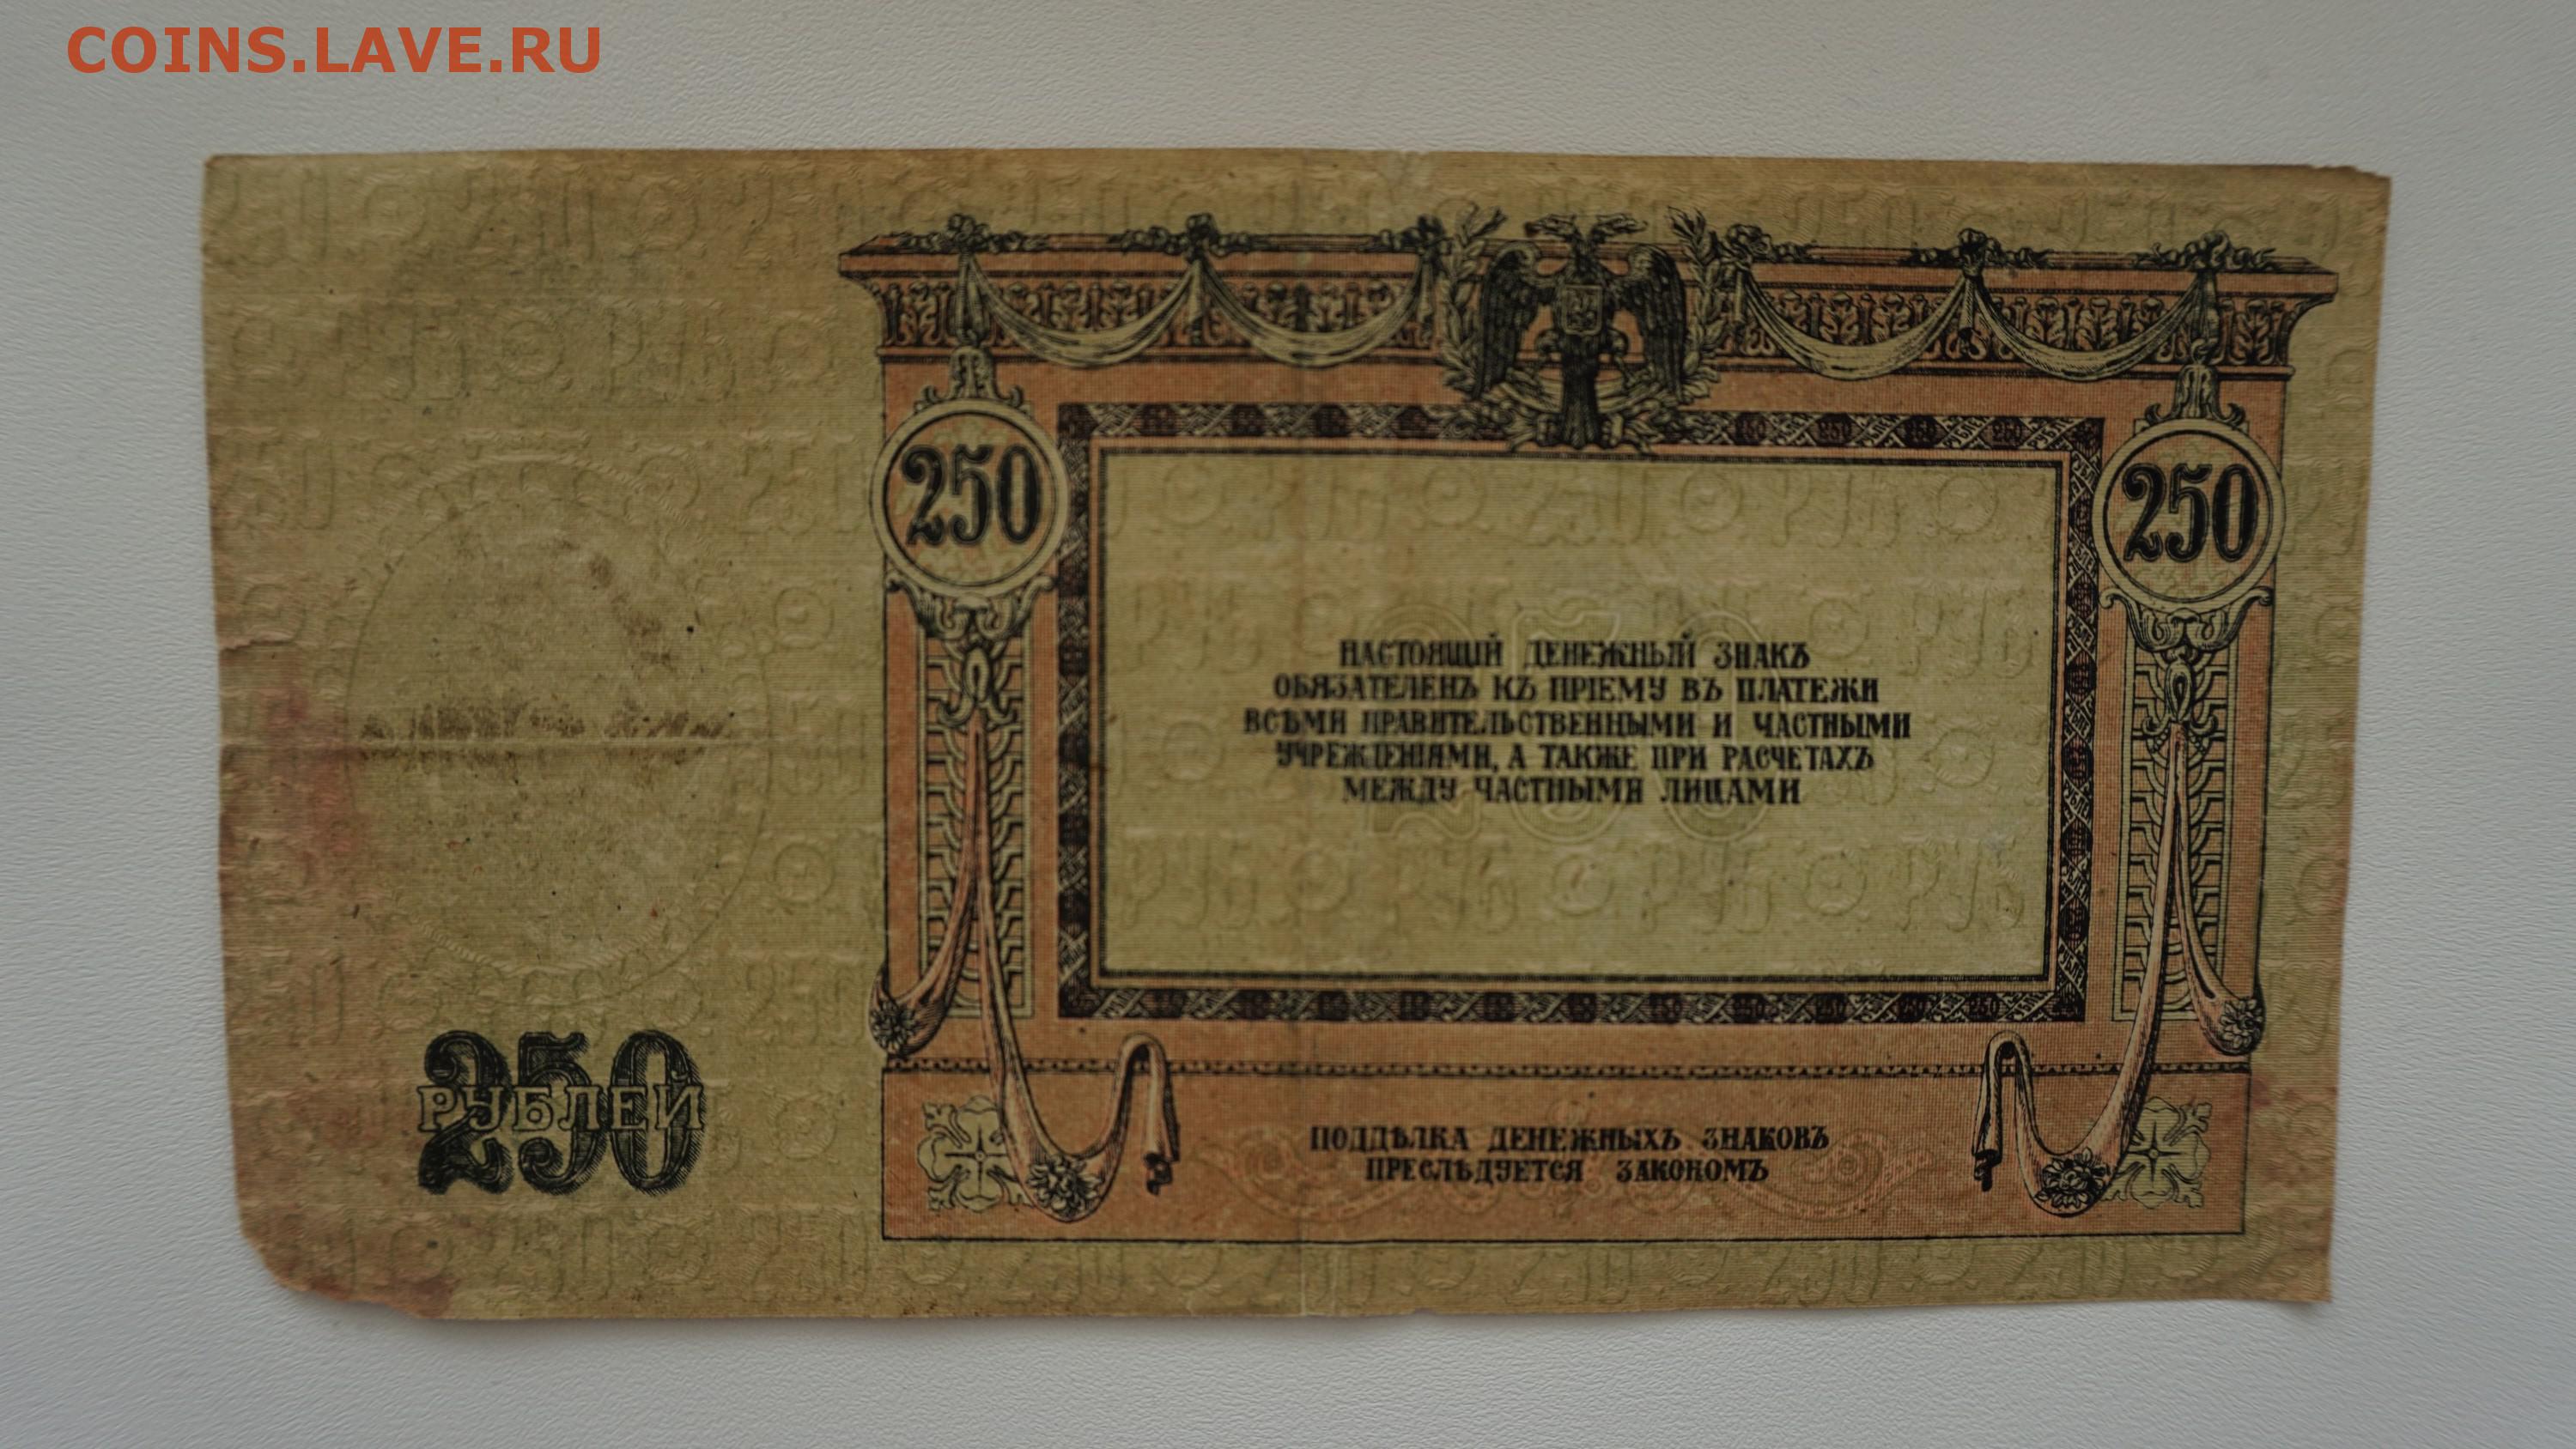 COINS.LAVE.RU
250
250
НАСТОЯЩІЙ ДЕНЕЖНЫЙ ЗНАКЪ
ОБЯЗАТЕЛЕНЪ КЪ ПРІЕМУ ВЪ ПЛАТЕЖИ
ВСѢМИ ПРАВИТЕЛЬСТВЕННЫМИ И ЧАСТНЫМИ
УЧРЕЖДЕНІЯМИ, А ТАКЖЕ ПРИ РАСЧЕТАХЪ
МЕЖДУ ЧАСТНЫМИ ЛИЦАМИ
250
РУБЛЕЙ
ПОДДѢЛКА ДЕНЕЖНЫХЪ ЗНАКОВЪ
ПРЕСЛѢДУЕТСЯ ЗАКОНОМЪ